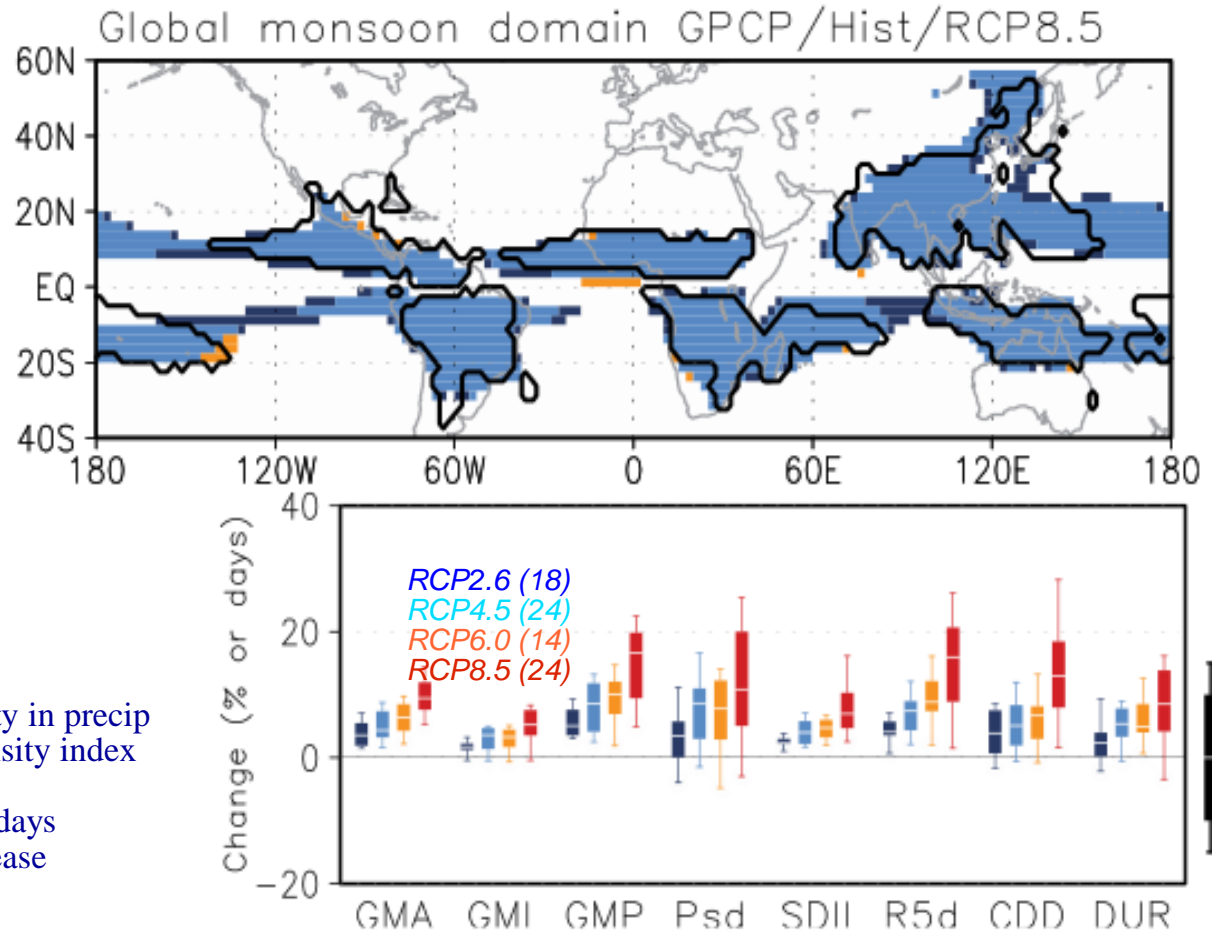 Global monsoon domain GPCP/Hist/RCP8.5
60N
40N
20N
EQ
20S
40S
180 120W 60W 0 60E 120E 180
Change (% or days)
40
20
0
-20
RCP2.6 (18)
RCP4.5 (24)
RCP6.0 (14)
RCP8.5 (24)
ty in precip
sity index
days
ease
GMA GMI GMP Psd SDII R5d CDD DUR